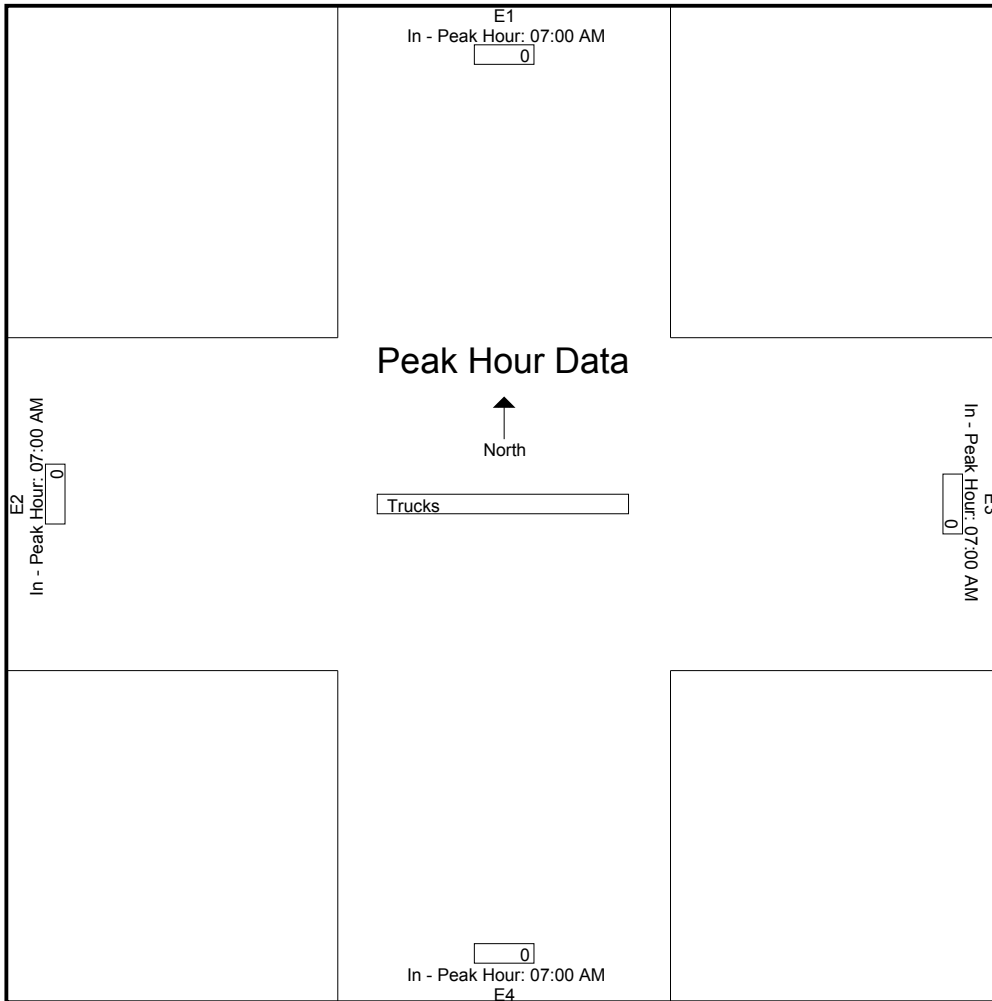 E1
In - Peak Hour: 07:00 AM
0
Peak Hour Data
North
Trucks
E2
In - Peak Hour: 07:00 AM
0
E3
In - Peak Hour: 07:00 AM
0
0
In - Peak Hour: 07:00 AM
E4